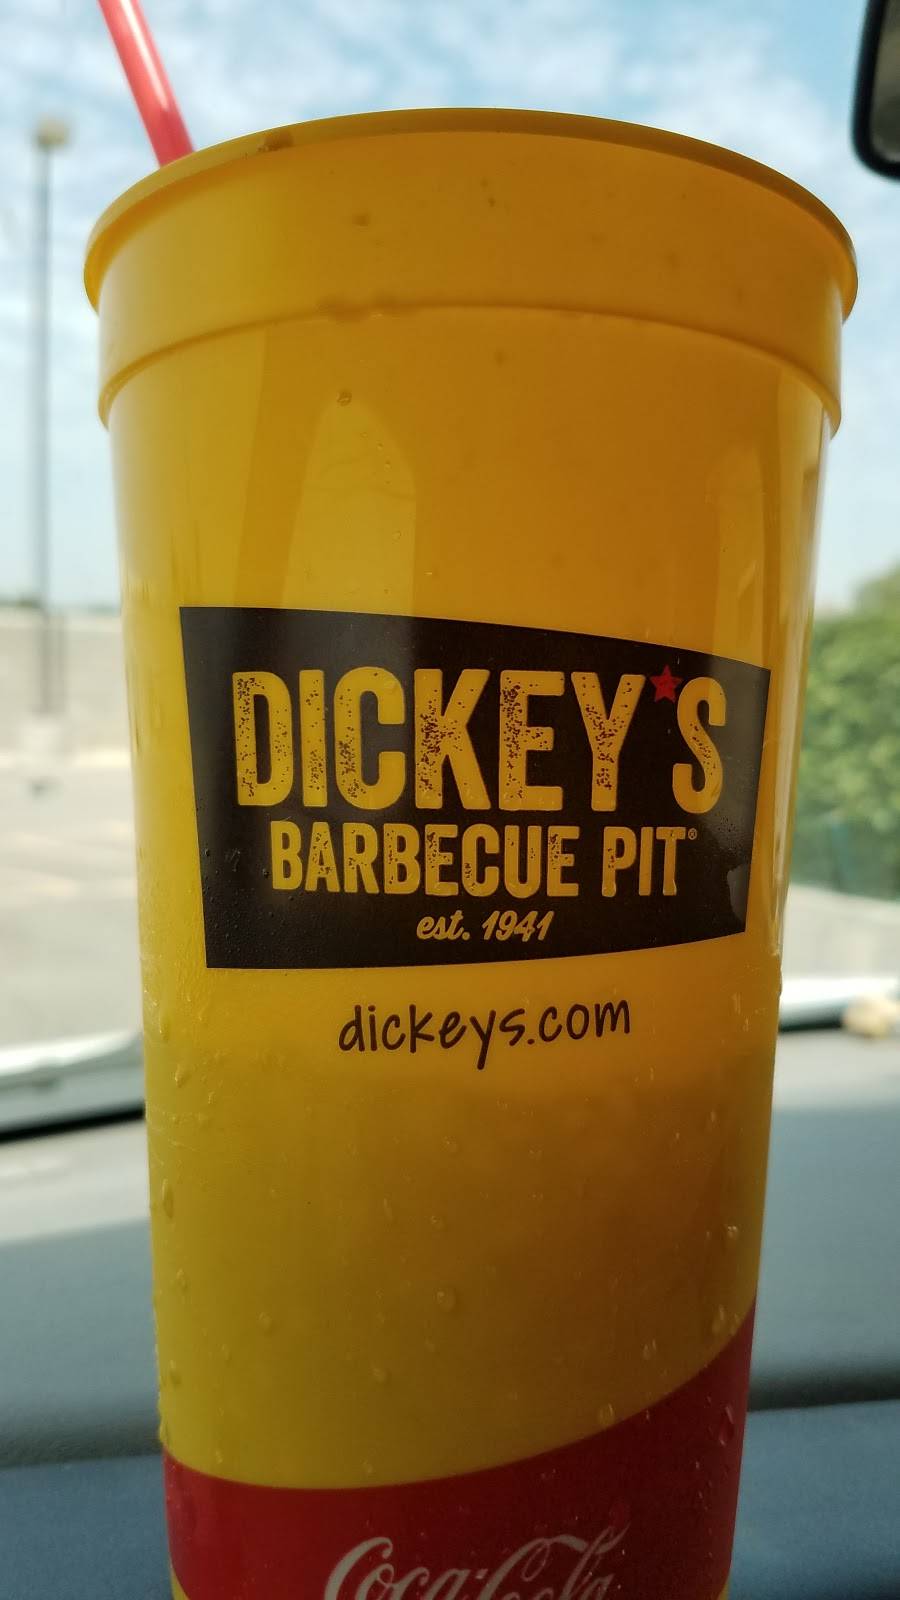 DICKEY'S
BARBECUE PIT®
est. 1941
dickeys.com
Coca-Cola